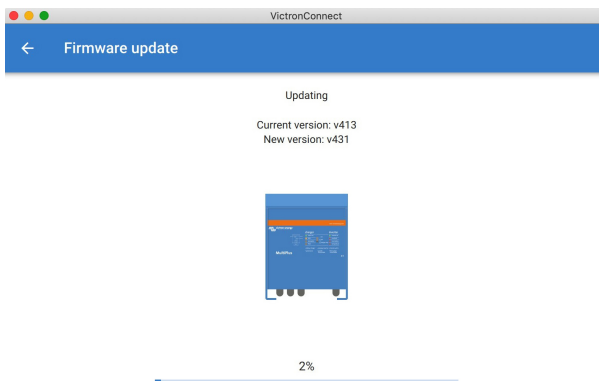 VictronConnect
Firmware update
Updating
Current version: v413
New version: v431
MultiPlus
2%